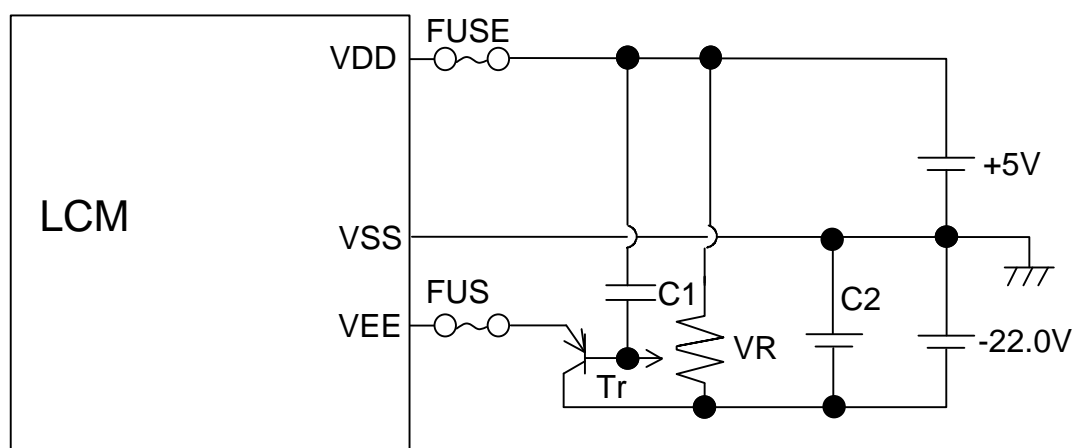 FUSE
VDD
+5V
LCM
VSS
FUS
C1
C2
VEE
VR
-22.0V
Tr